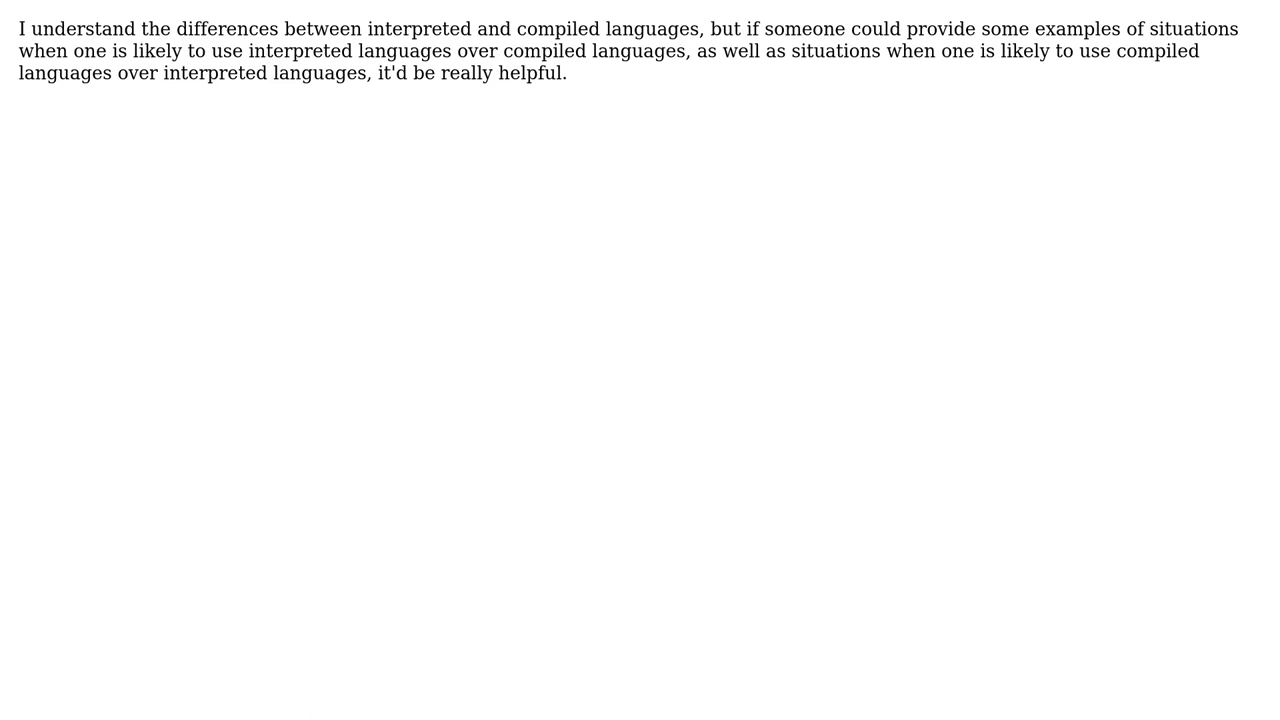 I understand the differences between interpreted and compiled languages, but if someone could provide some examples of situations
when one is likely to use interpreted languages over compiled languages, as well as situations when one is likely to use compiled
languages over interpreted languages, it'd be really helpful.